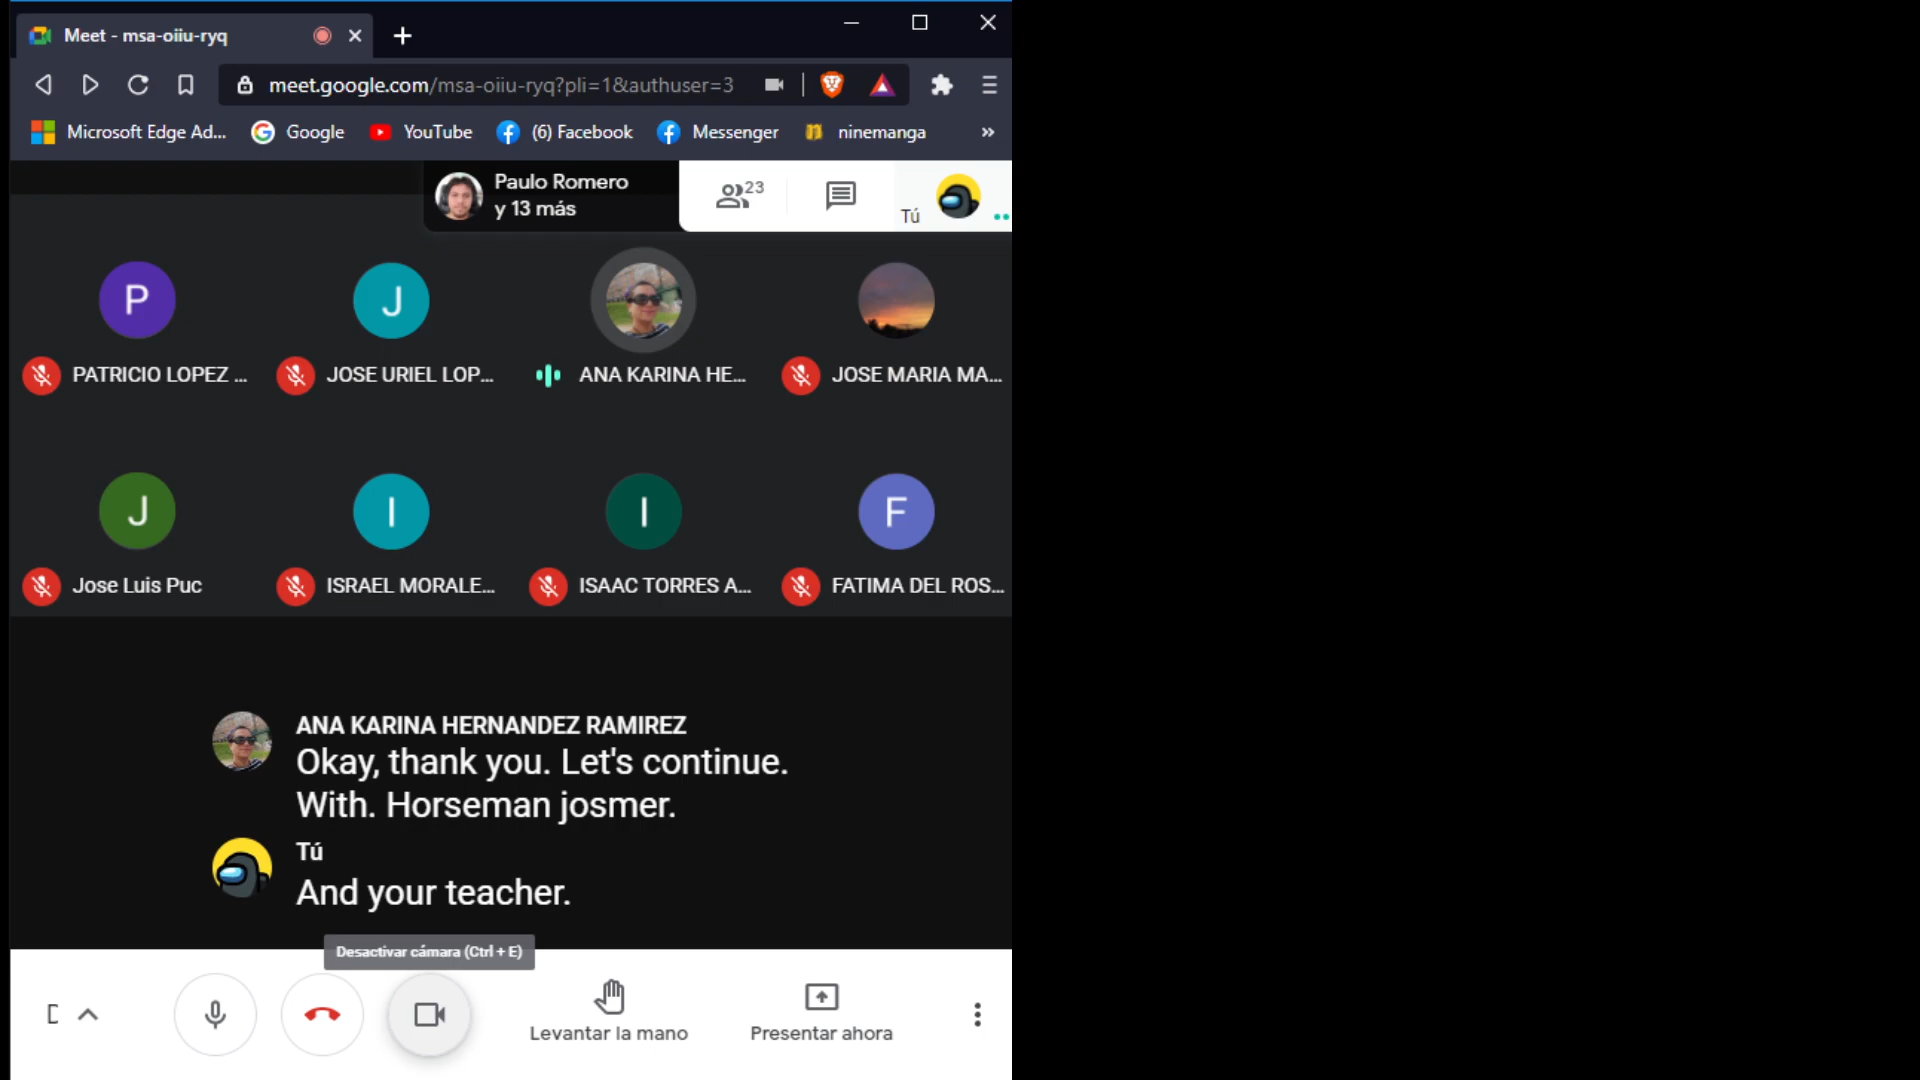 Meet - msa-oiiu-ryq
meet.google.com/msa-oiiu-ryq?pli=1&authuser=3
Microsoft Edge Ad... Google YouTube (6) Facebook Messenger ninemanga »
Paulo Romero
y 13 más
23
Tú
P J
PATRICIO LOPEZ ... JOSE URIEL LOP... ANA KARINA HE... JOSE MARIA MA...
J I I F
Jose Luis Puc ISRAEL MORALE... ISAAC TORRES A... FATIMA DEL ROS...
ANA KARINA HERNANDEZ RAMIREZ
Okay, thank you. Let's continue.
With. Horseman josmer.
Tú
And your teacher.
Desactivar cámara (Ctrl + E)
Levantar la mano Presentar ahora